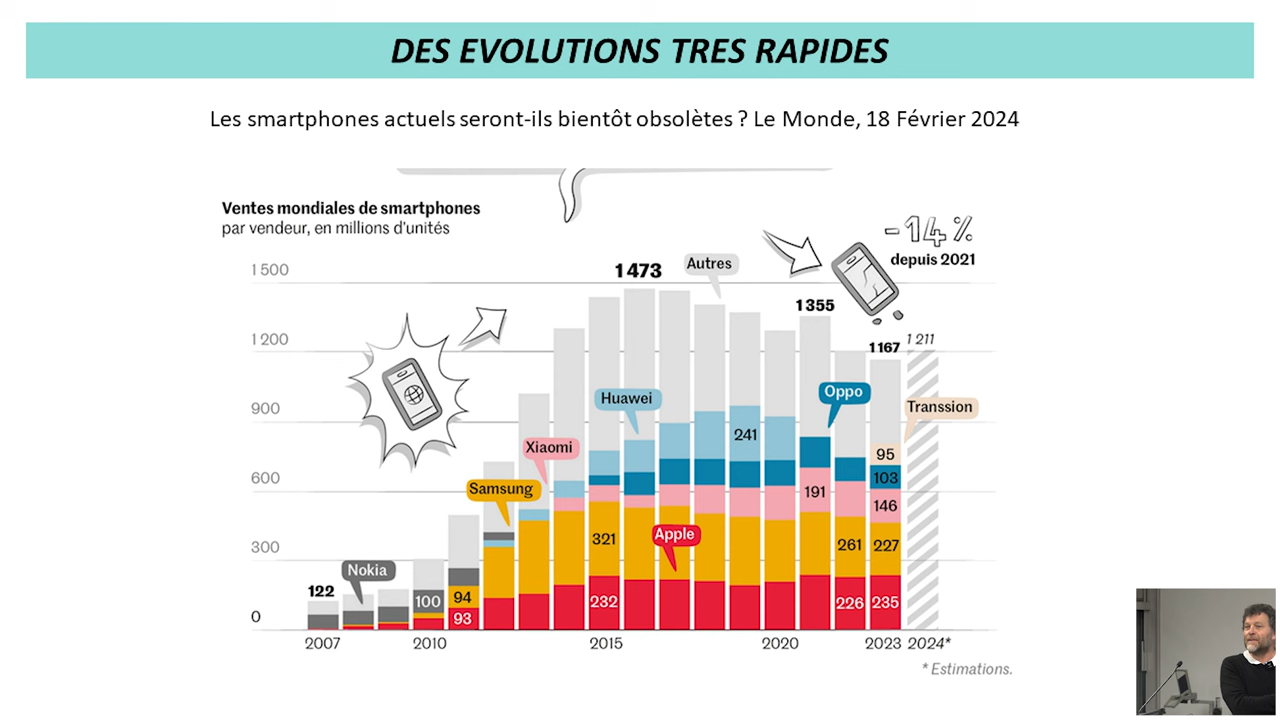 DES EVOLUTIONS TRES RAPIDES
Les smartphones actuels seront-ils bientôt obsolètes ? Le Monde, 18 Février 2024
Ventes mondiales de smartphones
par vendeur, en millions d'unités
-14 %
depuis 2021
1 500
1 473
Autres
1 355
1 200
1 167
1 211
900
Huawei
Oppo
Transsion
241
Xiaomi
95
600
Samsung
191
103
146
321
Apple
261
227
300
Nokia
122
100
94
232
226
235
93
0
2007
2010
2015
2020
2023
2024*
* Estimations.